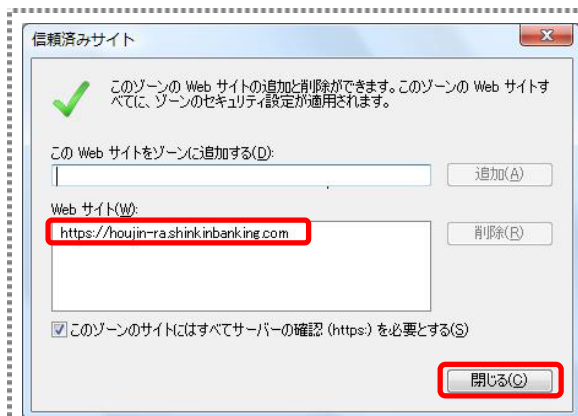 信頼済みサイト
このゾーンの Web サイトの追加と削除ができます。このゾーンの Web サイトす
べてに、ゾーンのセキュリティ設定が適用されます。
この Web サイトをゾーンに追加する(D):
追加(A)
Web サイト(W):
https://houjin-ra.shinkinbanking.com
削除(R)
このゾーンのサイトにはすべてサーバーの確認 (https:) を必要とする(S)
閉じる(C)